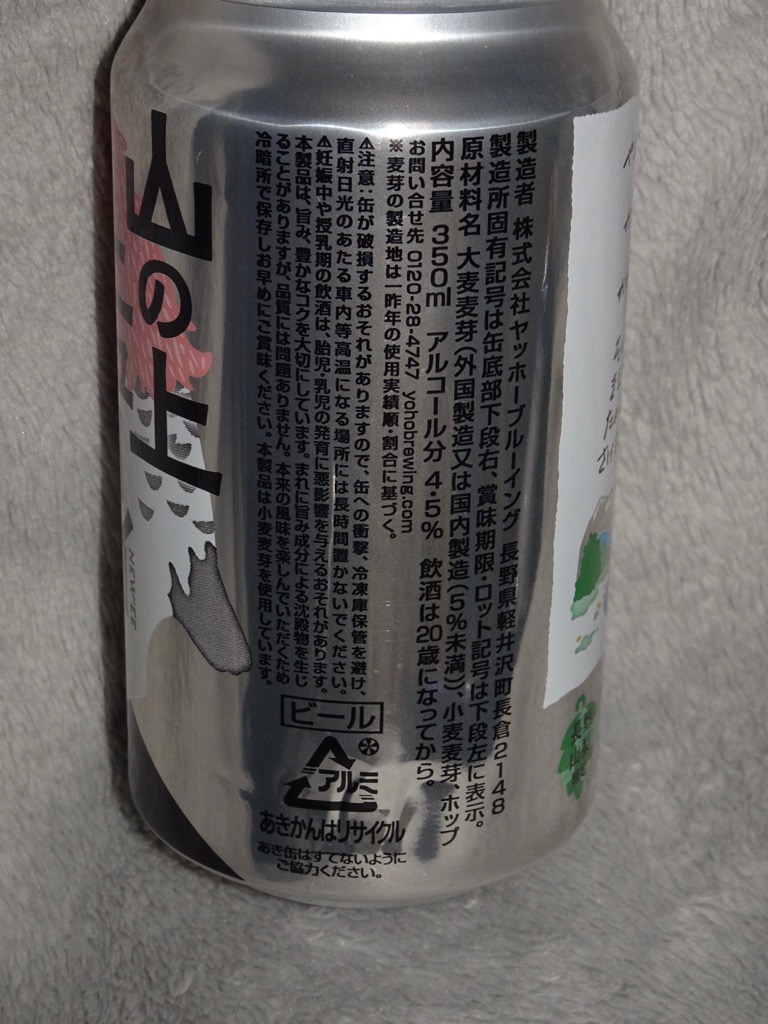 製造者 株式会社ヤッホーブルーイング 長野県軽井沢町長倉2148
製造所固有記号は缶底部下段右、賞味期限・ロット記号は下段左に表示。
原材料名 大麦麦芽(外国製造又は国内製造(5%未満))、小麦麦芽、ホップ
内容量 350ml アルコール分 4.5% 飲酒は20歳になってから。
お問い合せ先 0120-28-4747 yohobrewing.com
※麦芽の製造地は一昨年の使用実績順・割合に基づく。
⚠注意・缶が破損するおそれがありますので、缶への衝撃、冷凍庫保管を避け、
直射日光のあたる車内等高温になる場所には長時間置かないでください。
⚠妊娠中や授乳期の飲酒は、胎児・乳児の発育に悪影響を与えるおそれがあります。
本製品は、旨み、豊かなコクを大切にしています。まれに旨み成分による沈殿物を生じ
ることがありますが、品質には問題ありません。本来の風味を楽しんでいただくため
冷暗所で保存しお早めにご賞味ください。本製品は小麦麦芽を使用しています。
山の上
NEWIEE
ビール
アルミ
あきかんはリサイクル
あき缶はすてないように
ご協力ください。